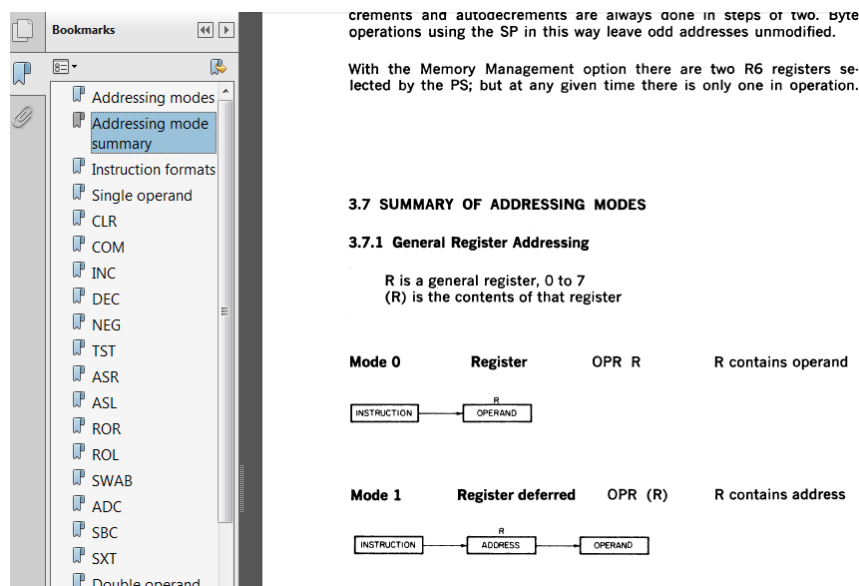 Bookmarks
Addressing modes
Addressing mode
summary
Instruction formats
Single operand
CLR
COM
INC
DEC
NEG
TST
ASR
ASL
ROR
ROL
SWAB
ADC
SBC
SXT
Double operand
crements and autodecrements are always done in steps of two. Byte
operations using the SP in this way leave odd addresses unmodified.
With the Memory Management option there are two R6 registers se-
lected by the PS; but at any given time there is only one in operation.
3.7 SUMMARY OF ADDRESSING MODES
3.7.1 General Register Addressing
R is a general register, 0 to 7
(R) is the contents of that register
Mode 0 Register OPR R R contains operand
R
INSTRUCTION OPERAND
Mode 1 Register deferred OPR (R) R contains address
R
INSTRUCTION ADDRESS OPERAND